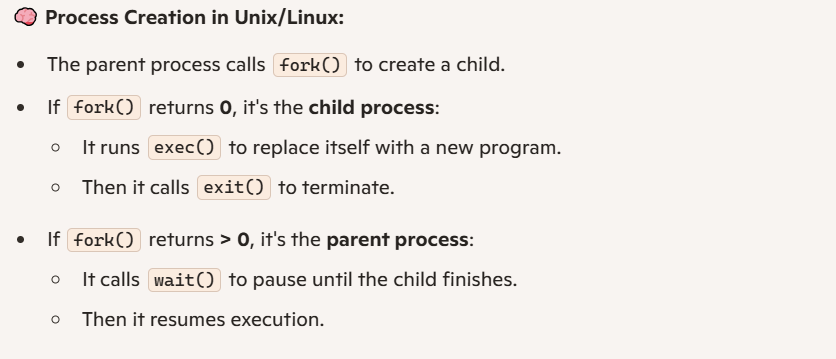 🧠 Process Creation in Unix/Linux:
• The parent process calls fork() to create a child.
• If fork() returns 0, it's the child process:
○ It runs exec() to replace itself with a new program.
○ Then it calls exit() to terminate.
• If fork() returns > 0, it's the parent process:
○ It calls wait() to pause until the child finishes.
○ Then it resumes execution.